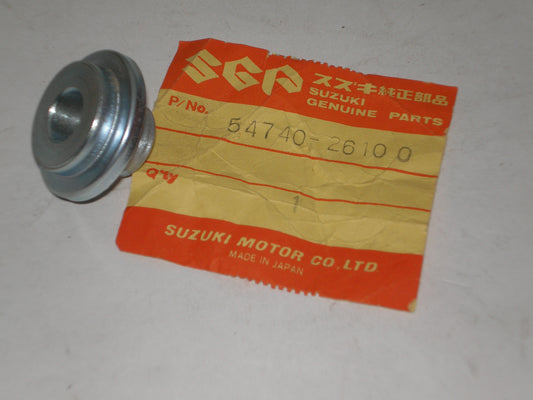 SGP スズキ純正部品
SUZUKI
GENUINE PARTS
P/No. 54740-26100
Q'ty 1
SUZUKI MOTOR CO.,LTD
MADE IN JAPAN